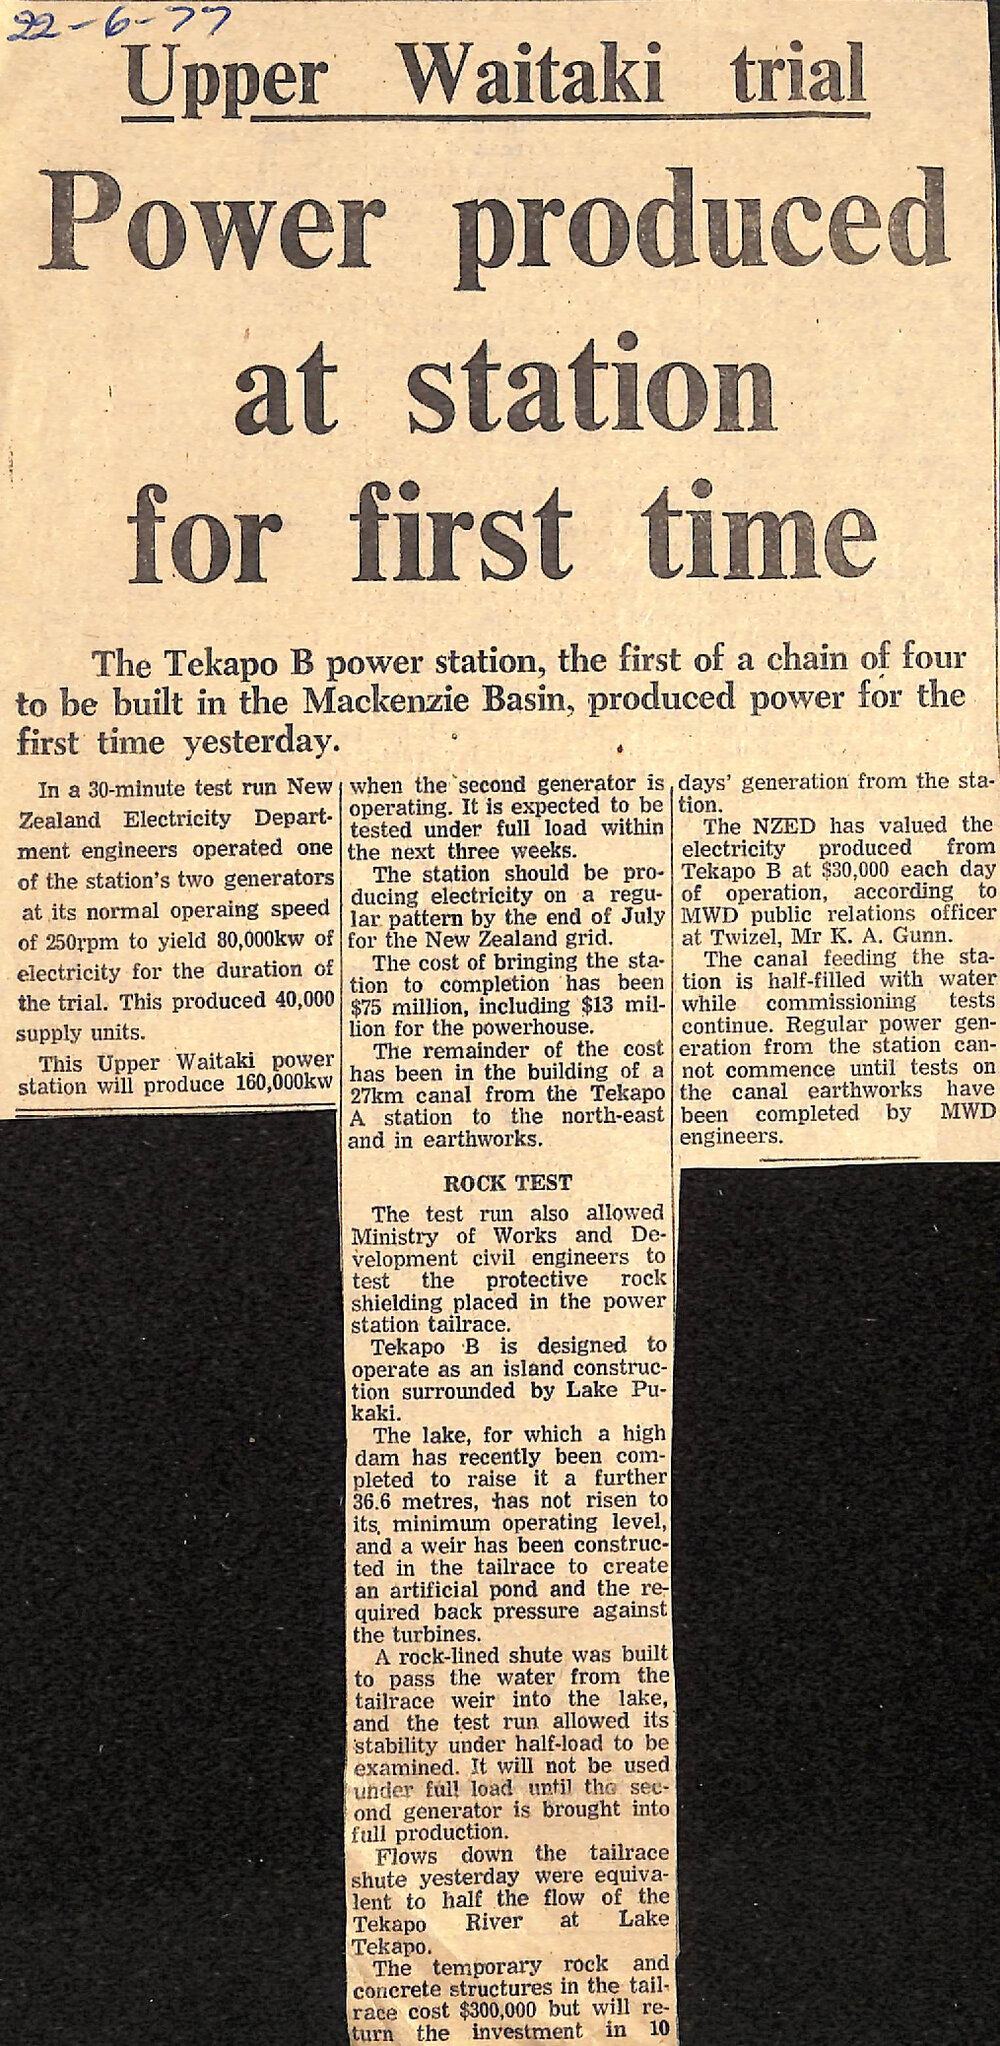 22-6-77
Upper Waitaki trial
Power produced
at station
for first time
The Tekapo B power station, the first of a chain of four
to be built in the Mackenzie Basin, produced power for the
first time yesterday.
In a 30-minute test run New
Zealand Electricity Depart-
ment engineers operated one
of the station's two generators
at its normal operaing speed
of 250rpm to yield 80,000kw of
electricity for the duration of
the trial. This produced 40,000
supply units.
This Upper Waitaki power
station will produce 160,000kw
when the second generator is
operating. It is expected to be
tested under full load within
the next three weeks.
The station should be pro-
ducing electricity on a regu-
lar pattern by the end of July
for the New Zealand grid.
The cost of bringing the sta-
tion to completion has been
$75 million, including $13 mil-
lion for the powerhouse.
The remainder of the cost
has been in the building of a
27km canal from the Tekapo
A station to the north-east
and in earthworks.
ROCK TEST
The test run also allowed
Ministry of Works and De-
velopment civil engineers to
test the protective rock
shielding placed in the power
station tailrace.
Tekapo B is designed to
operate as an island construc-
tion surrounded by Lake Pu-
kaki.
The lake, for which a high
dam has recently been com-
pleted to raise it a further
36.6 metres, has not risen to
its minimum operating level,
and a weir has been construc-
ted in the tailrace to create
an artificial pond and the re-
quired back pressure against
the turbines.
A rock-lined shute was built
to pass the water from the
tailrace weir into the lake,
and the test run allowed its
stability under half-load to be
examined. It will not be used
under full load until the sec-
ond generator is brought into
full production.
Flows down the tailrace
shute yesterday were equiva-
lent to half the flow of the
Tekapo River at Lake
Tekapo.
The temporary rock and
concrete structures in the tail-
race cost $300,000 but will re-
turn the investment in 10
days' generation from the sta-
tion.
The NZED has valued the
electricity produced from
Tekapo B at $30,000 each day
of operation, according to
MWD public relations officer
at Twizel, Mr K. A. Gunn.
The canal feeding the sta-
tion is half-filled with water
while commissioning tests
continue. Regular power gen-
eration from the station can-
not commence until tests on
the canal earthworks have
been completed by MWD
engineers.